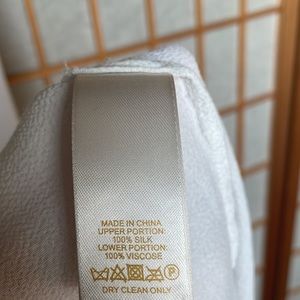 MADE IN CHINA
UPPER PORTION:
100% SILK
LOWER PORTION:
100% VISCOSE
P
DRY CLEAN ONLY